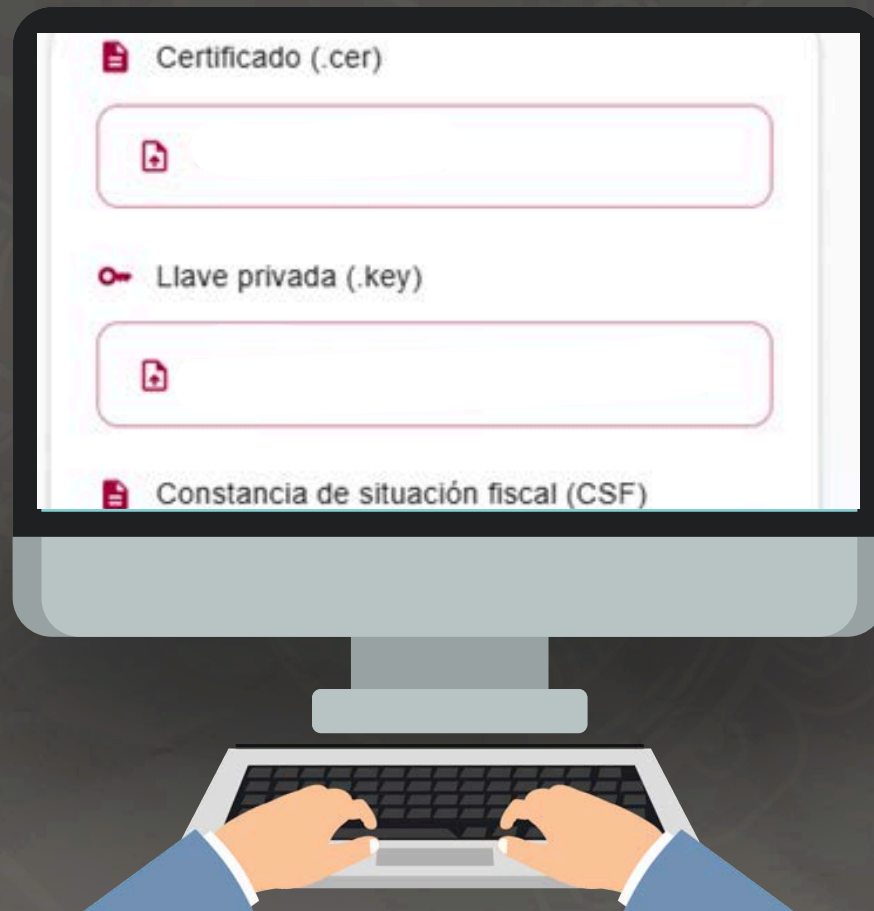 Certificado (.cer)
Llave privada (.key)
Constancia de situación fiscal (CSF)